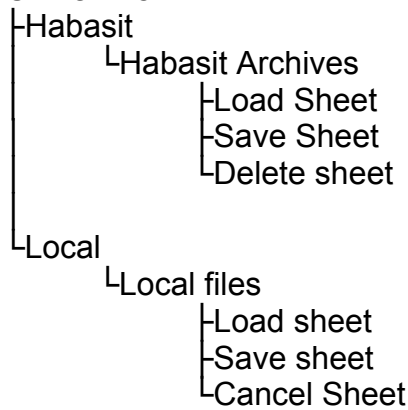 Habasit
Habasit Archives
Load Sheet
Save Sheet
Delete sheet
Local
Local files
Load sheet
Save sheet
Cancel Sheet